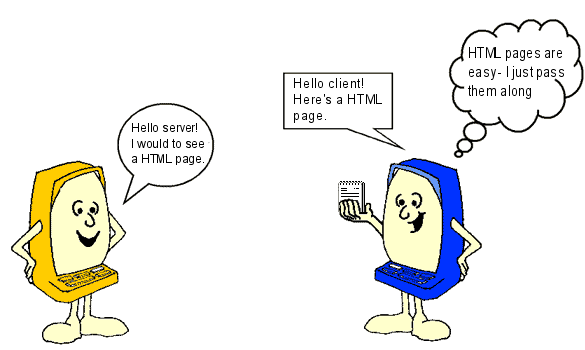 Hello server!
I would to see
a HTML page.
Hello client!
Here's a HTML
page.
HTML pages are
easy- I just pass
them along